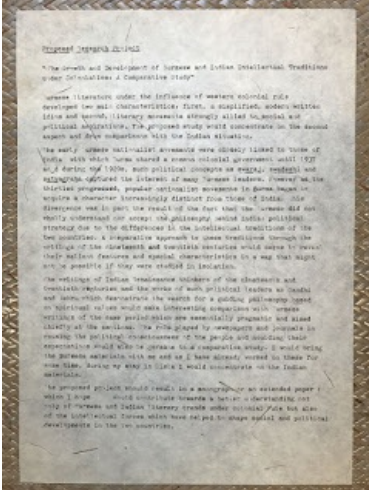 Proposed Research Project
"The Growth and Development of Burmese and Indian Intellectual Traditions
under Colonialism: A Comparative Study"
Burmese literature under the influence of western colonial rule
developed two main characteristics: first, a simplified, modern written
idiom and second, literary movements strongly allied to social and
political aspirations. The proposed study would concentrate on the second
aspect and draw comparisons with the Indian situation.
The early Burmese nationalist movements were closely linked to those of
India with which Burma shared a common colonial government until 1937
and during the 1920s, such political concepts as swaraj, swadeshi and
satyagraha captured the interest of many Burmese leaders. However as the
thirties progressed, popular nationalist movements in Burma began to
acquire a character increasingly distinct from those of India. This
divergence was in part the result of the fact that the Burmese did not
wholly understand nor accept the philosophy behind Indian political
strategy due to the differences in the intellectual traditions of the
two countries. A comparative approach to these traditions through the
writings of the nineteenth and twentieth centuries would serve to reveal
their salient features and special characteristics in a way that might
not be possible if they were studied in isolation.
The writings of Indian renaissance thinkers of the nineteenth and
twentieth centuries and the works of such political leaders as Gandhi
and Nehru which demonstrate the search for a guiding philosophy based
on spiritual values would make interesting comparison with Burmese
writings of the same period which are essentially pragmatic and aimed
chiefly at the emotions. The role played by newspapers and journals in
rousing the political consciousness of the people and moulding their
expectations would also be germane to a comparative study. I would bring
the Burmese materials with me and as I have already worked on these for
some time, during my stay in Simla I would concentrate on the Indian
materials.
The proposed project should result in a monograph or an extended paper
which I hope would contribute towards a better understanding not
only of Burmese and Indian literary trends under colonial rule but also
of the intellectual forces which have helped to shape social and political
developments in the two countries.